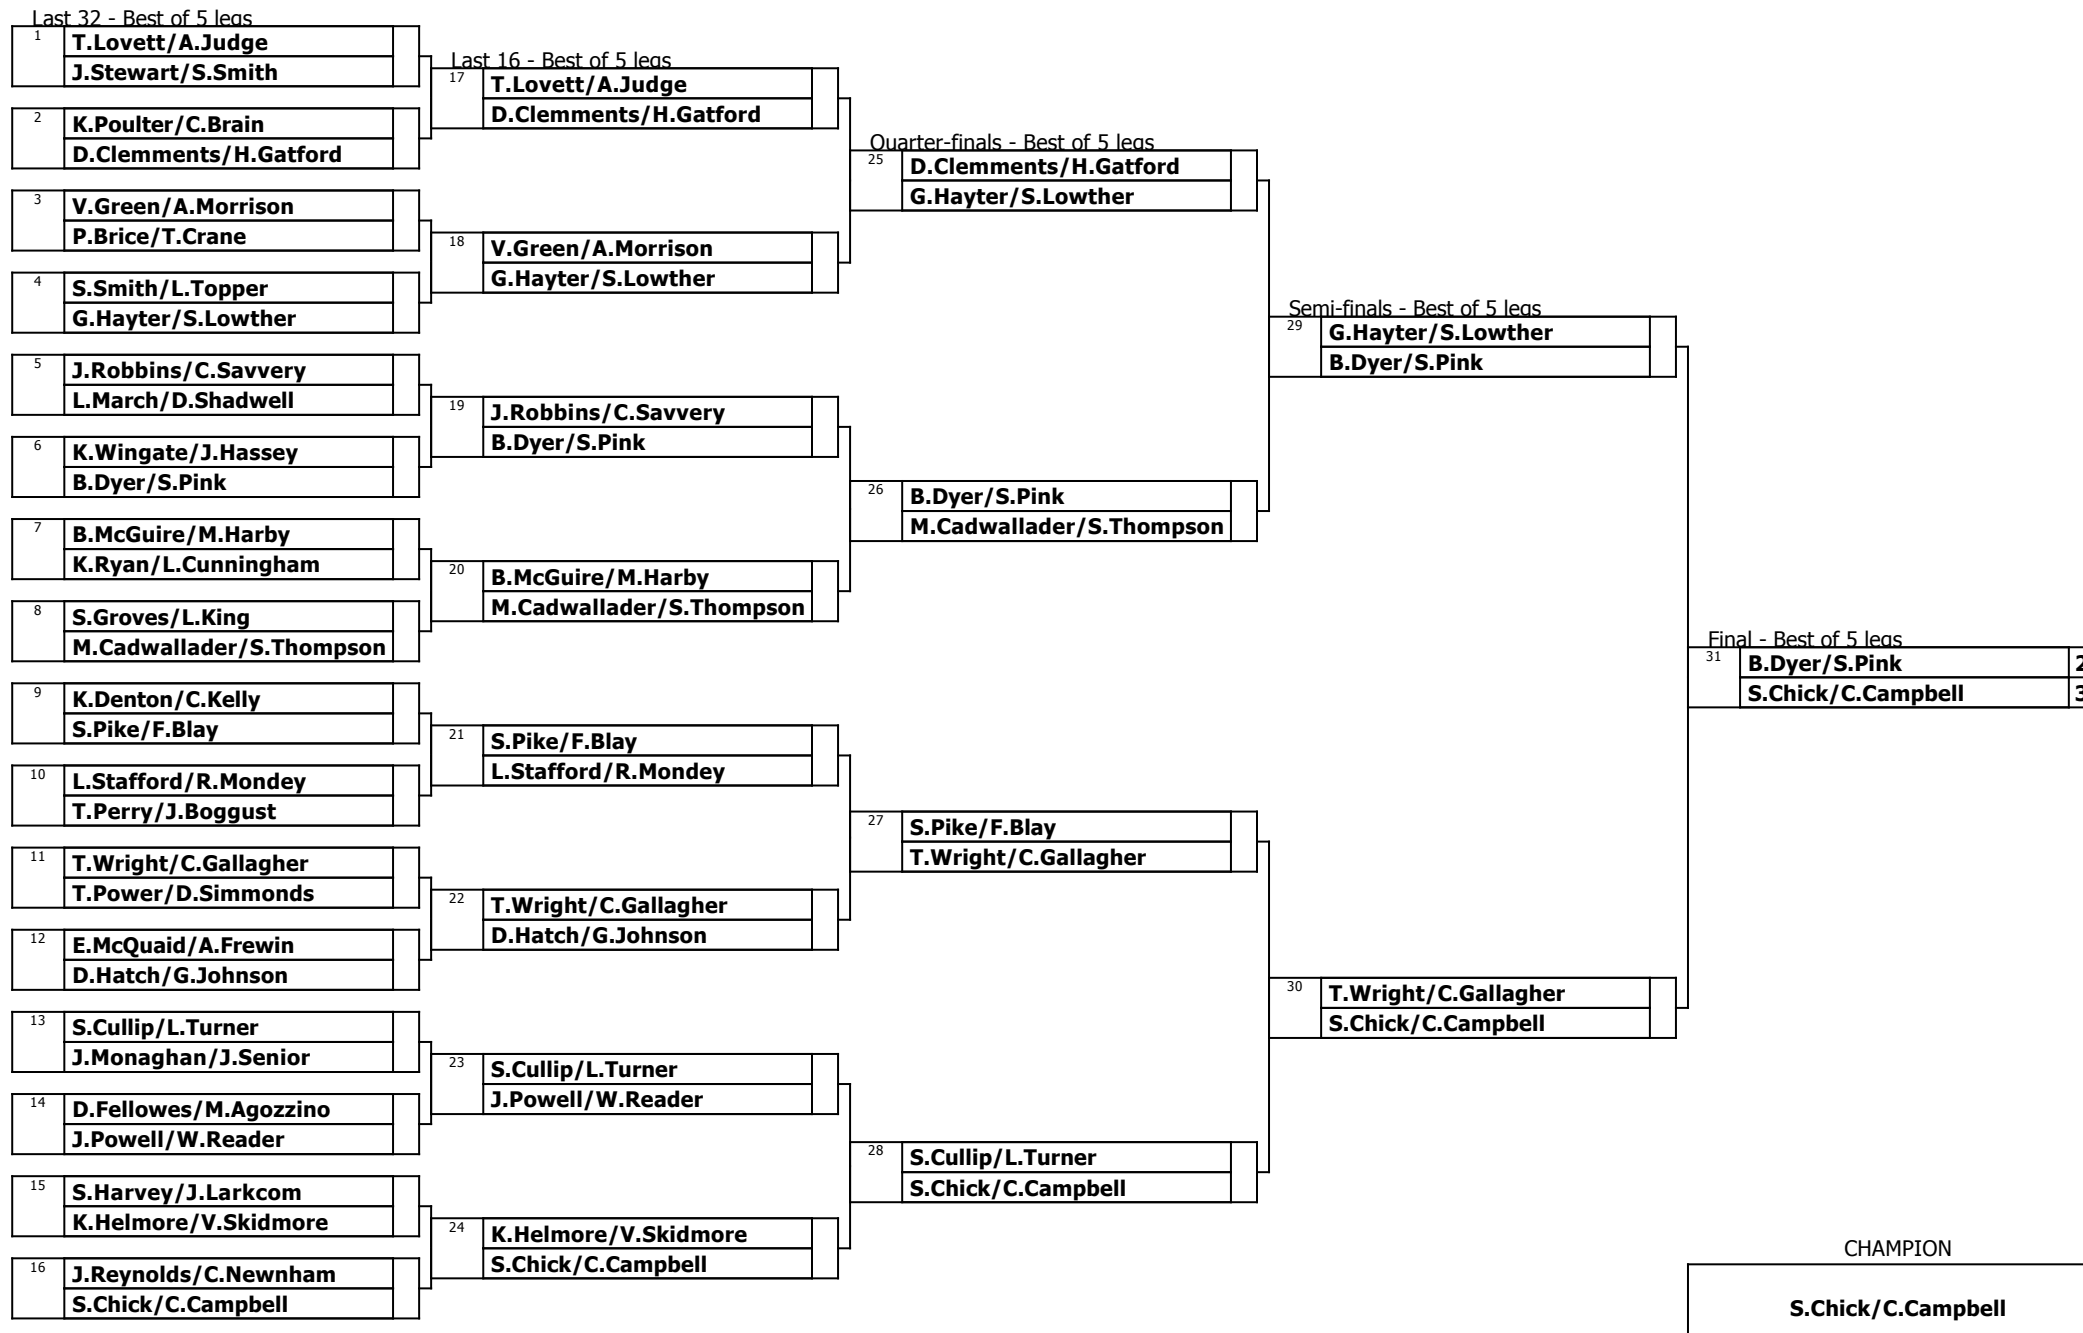 Last 32 - Best of 5 legs
1
T.Lovett/A.Judge
J.Stewart/S.Smith
2
K.Poulter/C.Brain
D.Clemments/H.Gatford
3
V.Green/A.Morrison
P.Brice/T.Crane
4
S.Smith/L.Topper
G.Hayter/S.Lowther
5
J.Robbins/C.Savvery
L.March/D.Shadwell
6
K.Wingate/J.Hassey
B.Dyer/S.Pink
7
B.McGuire/M.Harby
K.Ryan/L.Cunningham
8
S.Groves/L.King
M.Cadwallader/S.Thompson
9
K.Denton/C.Kelly
S.Pike/F.Blay
10
L.Stafford/R.Mondey
T.Perry/J.Boggust
11
T.Wright/C.Gallagher
T.Power/D.Simmonds
12
E.McQuaid/A.Frewin
D.Hatch/G.Johnson
13
S.Cullip/L.Turner
J.Monaghan/J.Senior
14
D.Fellowes/M.Agozzino
J.Powell/W.Reader
15
S.Harvey/J.Larkcom
K.Helmore/V.Skidmore
16
J.Reynolds/C.Newnham
S.Chick/C.Campbell
Last 16 - Best of 5 legs
17
T.Lovett/A.Judge
D.Clemments/H.Gatford
18
V.Green/A.Morrison
G.Hayter/S.Lowther
19
J.Robbins/C.Savvery
B.Dyer/S.Pink
20
B.McGuire/M.Harby
M.Cadwallader/S.Thompson
21
S.Pike/F.Blay
L.Stafford/R.Mondey
22
T.Wright/C.Gallagher
D.Hatch/G.Johnson
23
S.Cullip/L.Turner
J.Powell/W.Reader
24
K.Helmore/V.Skidmore
S.Chick/C.Campbell
Quarter-finals - Best of 5 legs
25
D.Clemments/H.Gatford
G.Hayter/S.Lowther
26
B.Dyer/S.Pink
M.Cadwallader/S.Thompson
27
S.Pike/F.Blay
T.Wright/C.Gallagher
28
S.Cullip/L.Turner
S.Chick/C.Campbell
Semi-finals - Best of 5 legs
29
G.Hayter/S.Lowther
B.Dyer/S.Pink
30
T.Wright/C.Gallagher
S.Chick/C.Campbell
Final - Best of 5 legs
31
B.Dyer/S.Pink 2
S.Chick/C.Campbell 3
CHAMPION
S.Chick/C.Campbell